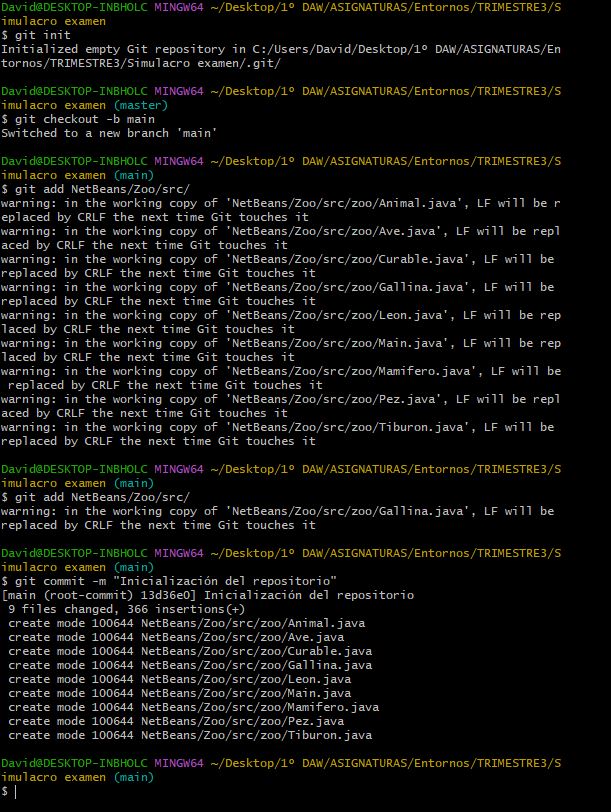 David@DESKTOP-INBHOLC MINGW64 ~/Desktop/1º DAW/ASIGNATURAS/Entornos/TRIMESTRE3/S
imulacro examen
$ git init
Initialized empty Git repository in C:/Users/David/Desktop/1º DAW/ASIGNATURAS/En
tornos/TRIMESTRE3/Simulacro examen/.git/
David@DESKTOP-INBHOLC MINGW64 ~/Desktop/1º DAW/ASIGNATURAS/Entornos/TRIMESTRE3/S
imulacro examen (master)
$ git checkout -b main
Switched to a new branch 'main'
David@DESKTOP-INBHOLC MINGW64 ~/Desktop/1º DAW/ASIGNATURAS/Entornos/TRIMESTRE3/S
imulacro examen (main)
$ git add NetBeans/Zoo/src/
warning: in the working copy of 'NetBeans/Zoo/src/zoo/Animal.java', LF will be r
eplaced by CRLF the next time Git touches it
warning: in the working copy of 'NetBeans/Zoo/src/zoo/Ave.java', LF will be repl
aced by CRLF the next time Git touches it
warning: in the working copy of 'NetBeans/Zoo/src/zoo/Curable.java', LF will be
replaced by CRLF the next time Git touches it
warning: in the working copy of 'NetBeans/Zoo/src/zoo/Gallina.java', LF will be
replaced by CRLF the next time Git touches it
warning: in the working copy of 'NetBeans/Zoo/src/zoo/Leon.java', LF will be rep
laced by CRLF the next time Git touches it
warning: in the working copy of 'NetBeans/Zoo/src/zoo/Main.java', LF will be rep
laced by CRLF the next time Git touches it
warning: in the working copy of 'NetBeans/Zoo/src/zoo/Mamifero.java', LF will be
 replaced by CRLF the next time Git touches it
warning: in the working copy of 'NetBeans/Zoo/src/zoo/Pez.java', LF will be repl
aced by CRLF the next time Git touches it
warning: in the working copy of 'NetBeans/Zoo/src/zoo/Tiburon.java', LF will be
replaced by CRLF the next time Git touches it
David@DESKTOP-INBHOLC MINGW64 ~/Desktop/1º DAW/ASIGNATURAS/Entornos/TRIMESTRE3/S
imulacro examen (main)
$ git add NetBeans/Zoo/src/
warning: in the working copy of 'NetBeans/Zoo/src/zoo/Gallina.java', LF will be
replaced by CRLF the next time Git touches it
David@DESKTOP-INBHOLC MINGW64 ~/Desktop/1º DAW/ASIGNATURAS/Entornos/TRIMESTRE3/S
imulacro examen (main)
$ git commit -m "Inicialización del repositorio"
[main (root-commit) 13d36e0] Inicialización del repositorio
 9 files changed, 366 insertions(+)
 create mode 100644 NetBeans/Zoo/src/zoo/Animal.java
 create mode 100644 NetBeans/Zoo/src/zoo/Ave.java
 create mode 100644 NetBeans/Zoo/src/zoo/Curable.java
 create mode 100644 NetBeans/Zoo/src/zoo/Gallina.java
 create mode 100644 NetBeans/Zoo/src/zoo/Leon.java
 create mode 100644 NetBeans/Zoo/src/zoo/Main.java
 create mode 100644 NetBeans/Zoo/src/zoo/Mamifero.java
 create mode 100644 NetBeans/Zoo/src/zoo/Pez.java
 create mode 100644 NetBeans/Zoo/src/zoo/Tiburon.java
David@DESKTOP-INBHOLC MINGW64 ~/Desktop/1º DAW/ASIGNATURAS/Entornos/TRIMESTRE3/S
imulacro examen (main)
$